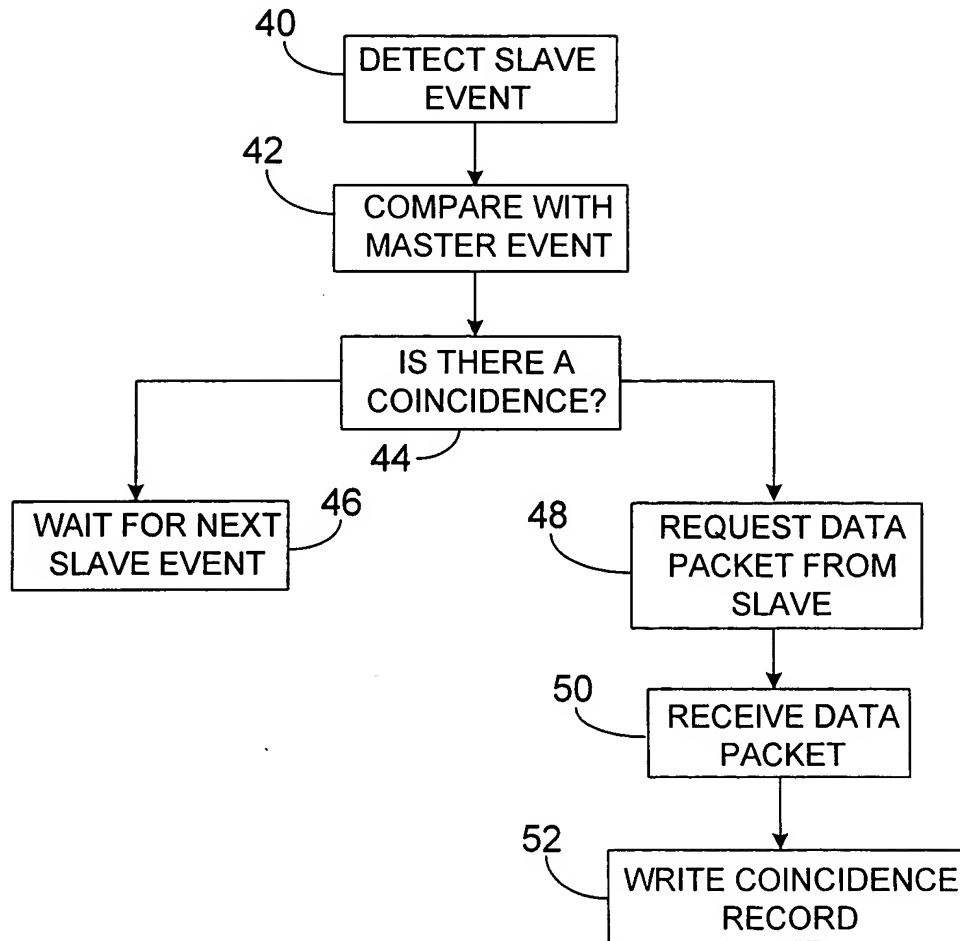 40
DETECT SLAVE
EVENT
42
COMPARE WITH
MASTER EVENT
IS THERE A
COINCIDENCE?
44
WAIT FOR NEXT
SLAVE EVENT
46
48
REQUEST DATA
PACKET FROM
SLAVE
50
RECEIVE DATA
PACKET
52
WRITE COINCIDENCE
RECORD